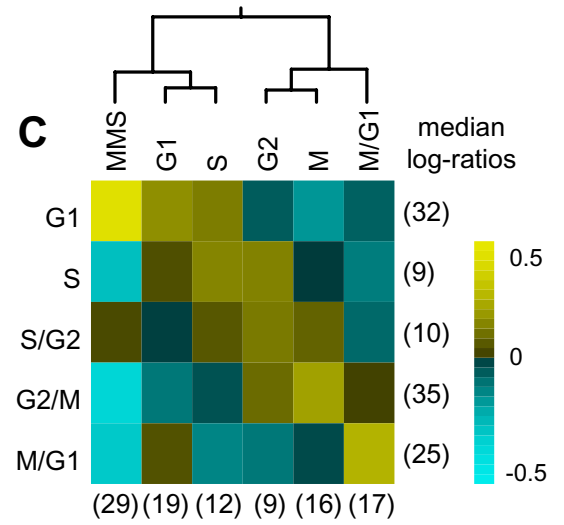 C
MMS
G1
S
G2
M
M/G1
median
log-ratios
G1
(32)
S
(9)
S/G2
(10)
G2/M
(35)
M/G1
(25)
0.5
0
-0.5
(29) (19) (12) (9) (16) (17)